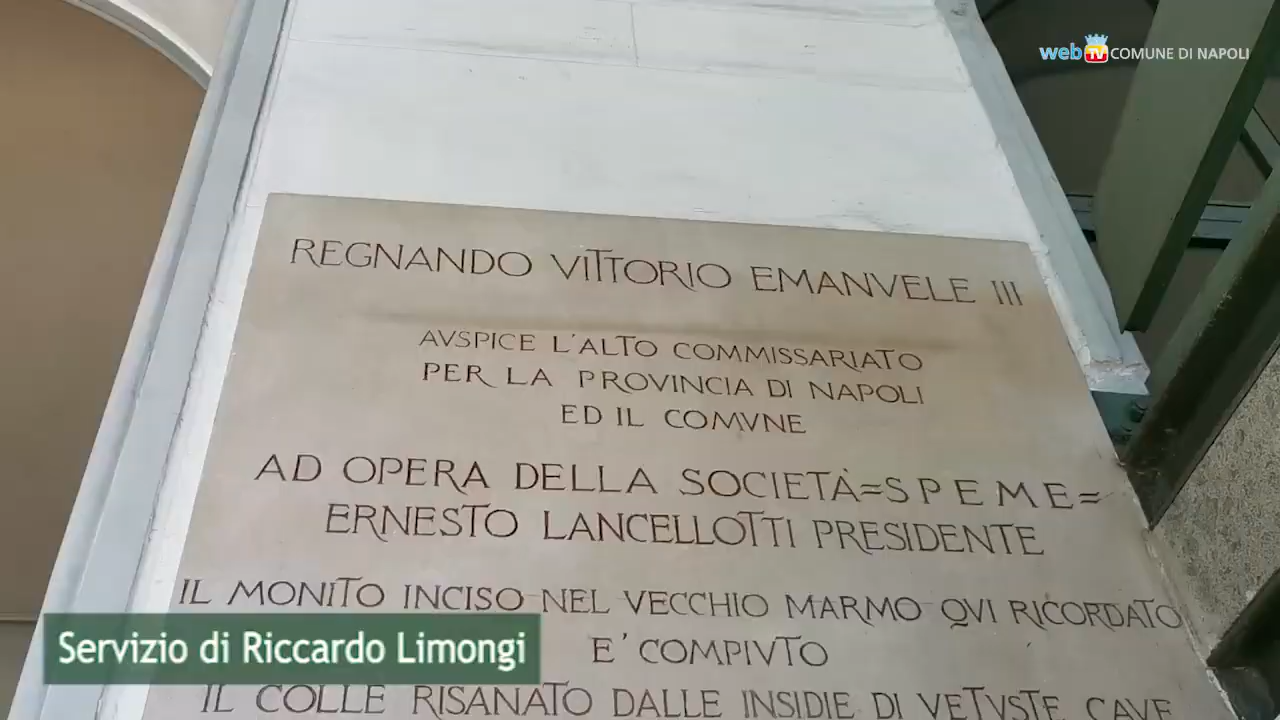 web TV COMUNE DI NAPOLI
REGNANDO VITTORIO EMANVELE III
AVSPICE L'ALTO COMMISSARIATO
PER LA PROVINCIA DI NAPOLI
ED IL COMVNE
AD OPERA DELLA SOCIETÀ=SPEME=
ERNESTO LANCELLOTTI PRESIDENTE
IL MONITO INCISO NEL VECCHIO MARMO QVI RICORDATO
E' COMPIVTO
IL COLLE RISANATO DALLE INSIDIE DI VETVSTE CAVE
Servizio di Riccardo Limongi